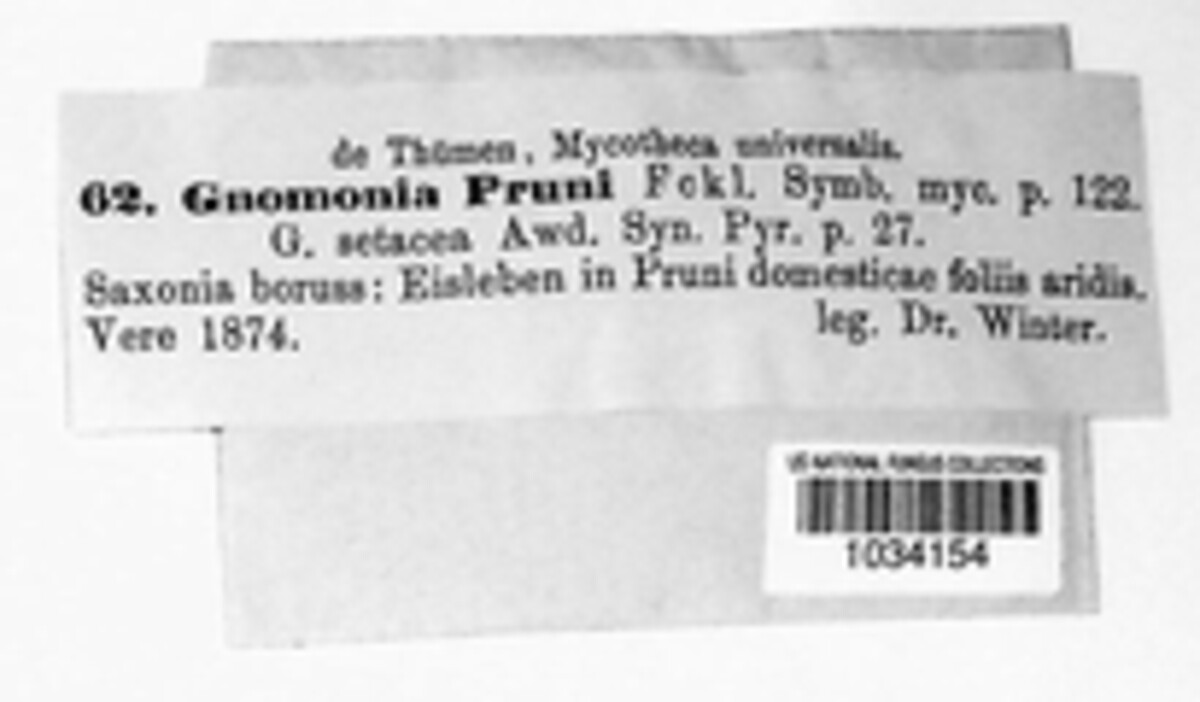 de Thümen, Mycotheca universalis.
62. Gnomonia Pruni Fckl. Symb. myc. p. 122.
G. setacea Awd. Syn. Pyr. p. 27.
Saxonia boruss: Eisleben in Pruni domesticae foliis aridis.
Vere 1874. leg. Dr. Winter.
US NATIONAL FUNGUS COLLECTIONS
1034154